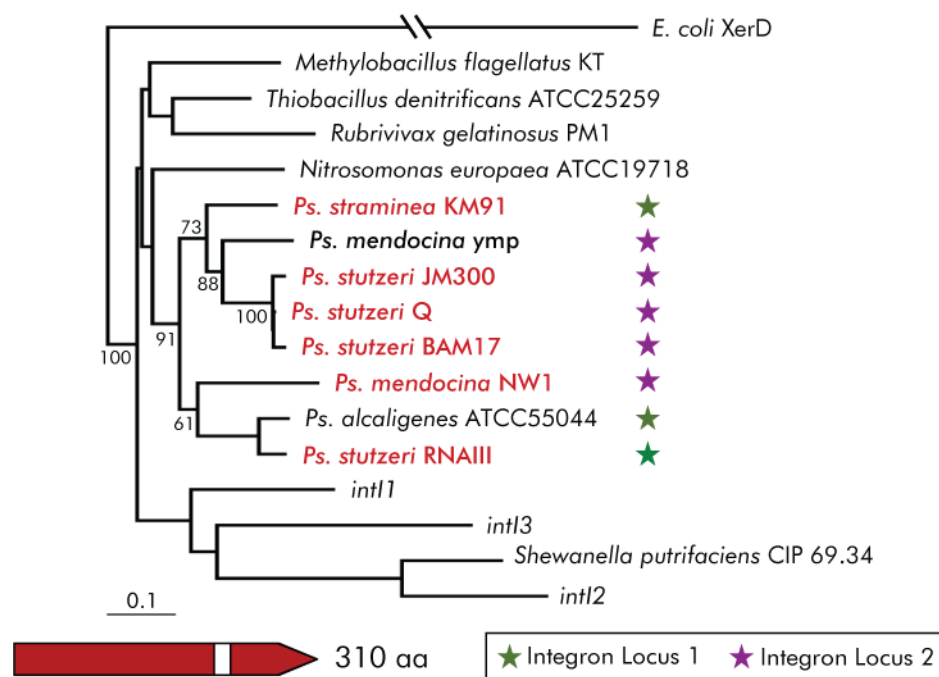 E. coli XerD
Methylobacillus flagellatus KT
Thiobacillus denitrificans ATCC25259
Rubrivivax gelatinosus PM1
Nitrosomonas europaea ATCC19718
Ps. straminea KM91
73
Ps. mendocina ymp
Ps. stutzeri JM300
88
Ps. stutzeri Q
100
Ps. stutzeri BAM17
91
100
Ps. mendocina NW1
Ps. alcaligenes ATCC55044
61
Ps. stutzeri RNAIII
intI1
intI3
Shewanella putrifaciens CIP 69.34
intI2
0.1
310 aa
Integron Locus 1 Integron Locus 2